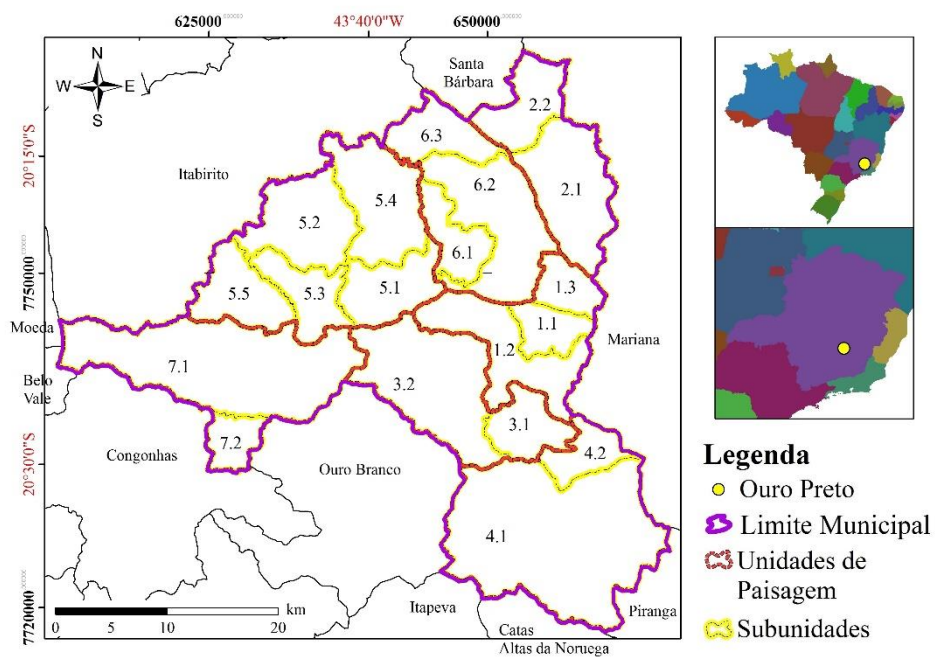 625000
43°40'0"W
650000
N
W E
S
Santa
Bárbara
2.2
6.3
20°15'0"S
Itabirito
5.4
6.2
2.1
5.2
6.1
7750000
5.5
5.3
5.1
1.3
1.1
Moeda
Mariana
1.2
7.1
3.2
Belo
Vale
3.1
7.2
4.2
Congonhas
Ouro Branco
20°30'0"S
4.1
km
0 5 10 20
Itapeva
Piranga
7720000
Catas
Altas da Noruega
Legenda
Ouro Preto
Limite Municipal
Unidades de
Paisagem
Subunidades